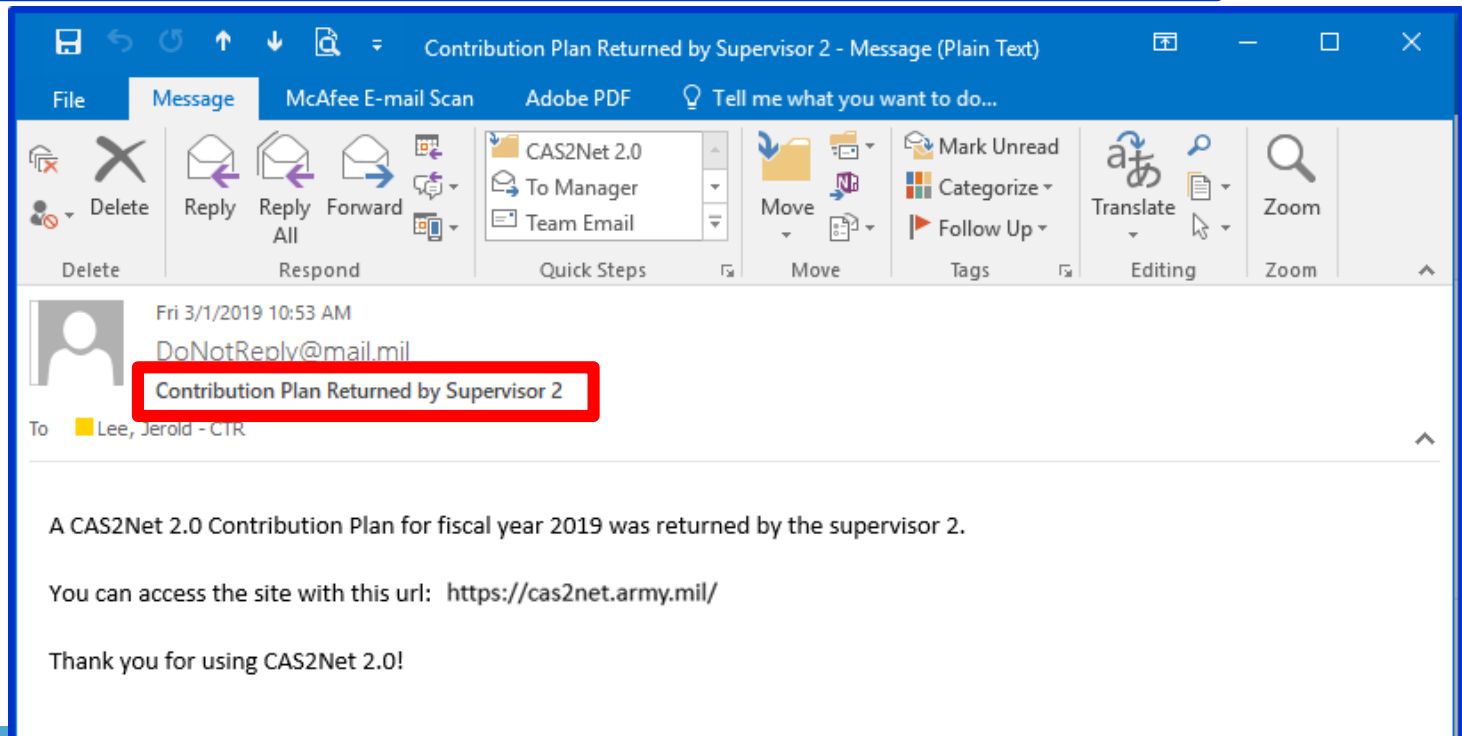 Contribution Plan Returned by Supervisor 2 - Message (Plain Text)
File Message McAfee E-mail Scan Adobe PDF Tell me what you want to do...
CAS2Net 2.0
To Manager
Team Email
Mark Unread
Categorize
Follow Up
Delete Reply Reply All Forward Move Translate Zoom
Delete Respond Quick Steps Move Tags Editing Zoom
Fri 3/1/2019 10:53 AM
DoNotReply@mail.mil
Contribution Plan Returned by Supervisor 2
To Lee, Jerold - CTR
A CAS2Net 2.0 Contribution Plan for fiscal year 2019 was returned by the supervisor 2.
You can access the site with this url: https://cas2net.army.mil/
Thank you for using CAS2Net 2.0!